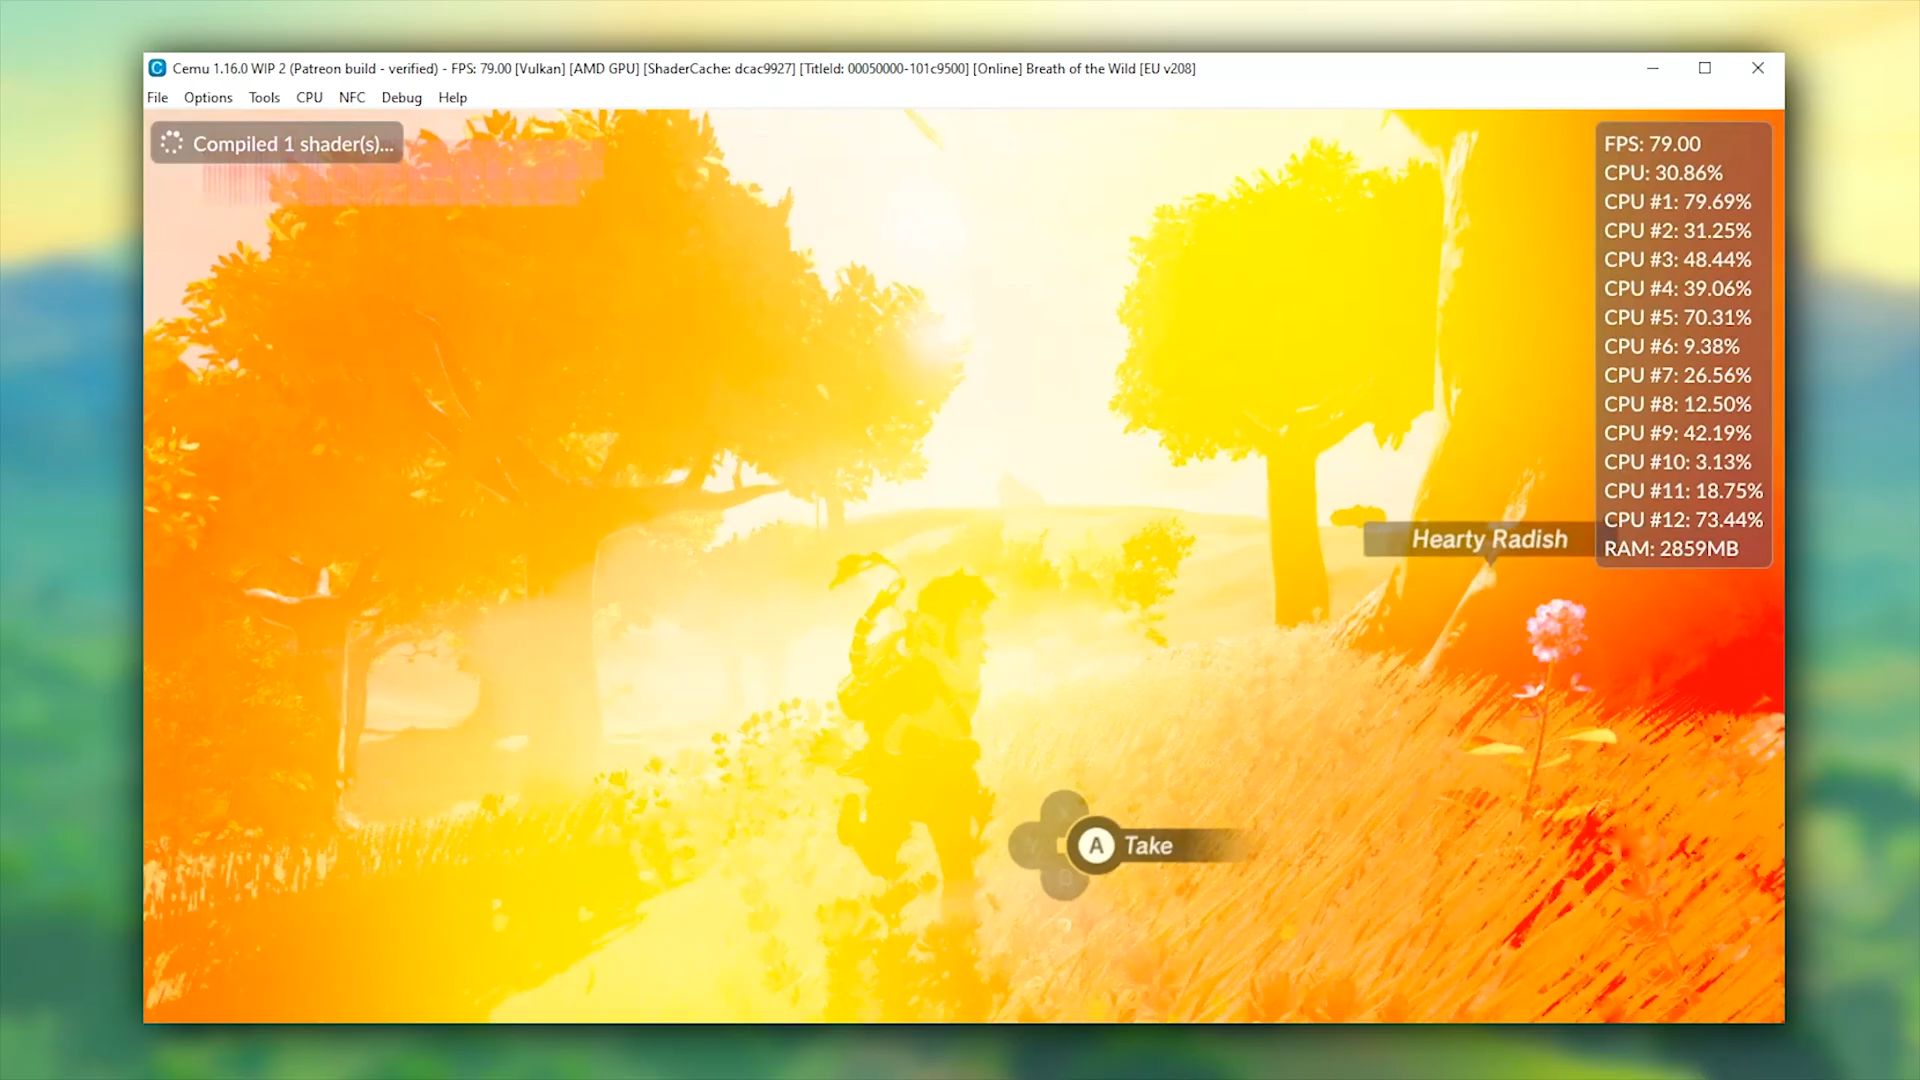 Cemu 1.16.0 WIP 2 (Patreon build - verified) - FPS: 79.00 [Vulkan] [AMD GPU] [ShaderCache: dcac9927] [TitleId: 00050000-101c9500] [Online] Breath of the Wild [EU v208]
File Options Tools CPU NFC Debug Help
Compiled 1 shader(s)...
FPS: 79.00
CPU: 30.86%
CPU #1: 79.69%
CPU #2: 31.25%
CPU #3: 48.44%
CPU #4: 39.06%
CPU #5: 70.31%
CPU #6: 9.38%
CPU #7: 26.56%
CPU #8: 12.50%
CPU #9: 42.19%
CPU #10: 3.13%
CPU #11: 18.75%
CPU #12: 73.44%
RAM: 2859MB
Hearty Radish
A Take